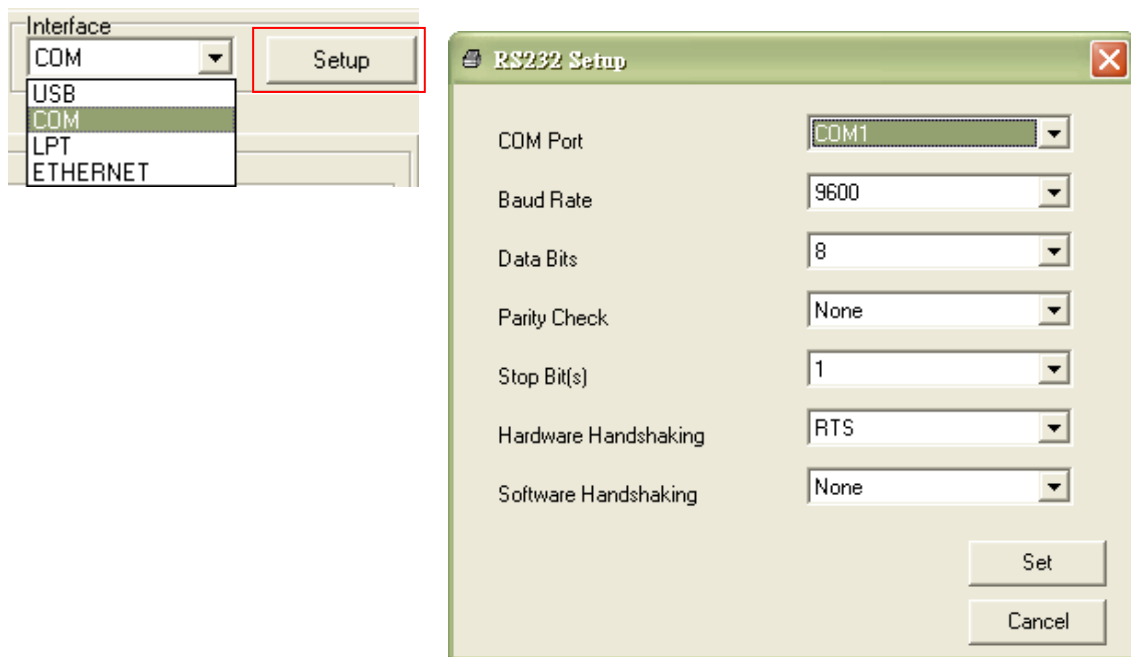 Interface
COM
Setup
USB
COM
LPT
ETHERNET
RS232 Setup
COM Port
COM1
Baud Rate
9600
Data Bits
8
Parity Check
None
Stop Bit(s)
1
Hardware Handshaking
RTS
Software Handshaking
None
Set
Cancel